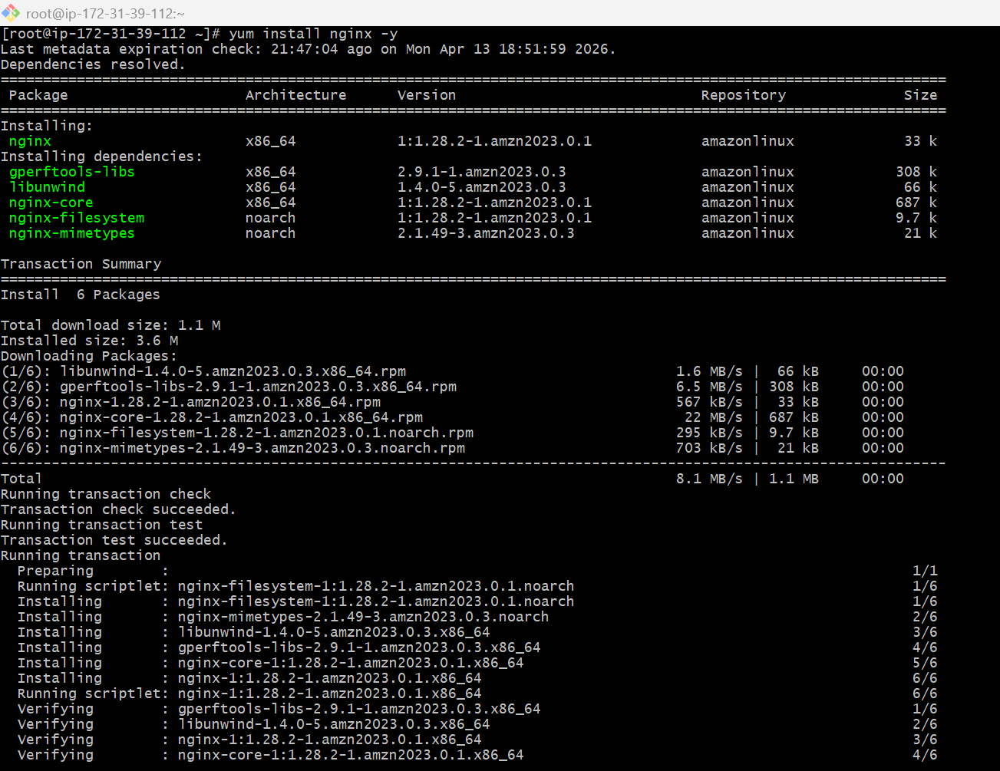 root@ip-172-31-39-112:~
[root@ip-172-31-39-112 ~]# yum install nginx -y
Last metadata expiration check: 21:47:04 ago on Mon Apr 13 18:51:59 2026.
Dependencies resolved.
================================================================================================================
Package Architecture Version Repository Size
================================================================================================================
Installing:
nginx x86_64 1:1.28.2-1.amzn2023.0.1 amazonlinux 33 k
Installing dependencies:
gperftools-libs x86_64 2.9.1-1.amzn2023.0.3 amazonlinux 308 k
libunwind x86_64 1.4.0-5.amzn2023.0.3 amazonlinux 66 k
nginx-core x86_64 1:1.28.2-1.amzn2023.0.1 amazonlinux 687 k
nginx-filesystem noarch 1:1.28.2-1.amzn2023.0.1 amazonlinux 9.7 k
nginx-mimetypes noarch 2.1.49-3.amzn2023.0.3 amazonlinux 21 k
Transaction Summary
================================================================================================================
Install 6 Packages
Total download size: 1.1 M
Installed size: 3.6 M
Downloading Packages:
(1/6): libunwind-1.4.0-5.amzn2023.0.3.x86_64.rpm 1.6 MB/s | 66 kB 00:00
(2/6): gperftools-libs-2.9.1-1.amzn2023.0.3.x86_64.rpm 6.5 MB/s | 308 kB 00:00
(3/6): nginx-1.28.2-1.amzn2023.0.1.x86_64.rpm 567 kB/s | 33 kB 00:00
(4/6): nginx-core-1.28.2-1.amzn2023.0.1.x86_64.rpm 22 MB/s | 687 kB 00:00
(5/6): nginx-filesystem-1.28.2-1.amzn2023.0.1.noarch.rpm 295 kB/s | 9.7 kB 00:00
(6/6): nginx-mimetypes-2.1.49-3.amzn2023.0.3.noarch.rpm 703 kB/s | 21 kB 00:00
----------------------------------------------------------------------------------------------------------------
Total 8.1 MB/s | 1.1 MB 00:00
Running transaction check
Transaction check succeeded.
Running transaction test
Transaction test succeeded.
Running transaction
Preparing : 1/1
Running scriptlet: nginx-filesystem-1:1.28.2-1.amzn2023.0.1.noarch 1/6
Installing : nginx-filesystem-1:1.28.2-1.amzn2023.0.1.noarch 1/6
Installing : nginx-mimetypes-2.1.49-3.amzn2023.0.3.noarch 2/6
Installing : libunwind-1.4.0-5.amzn2023.0.3.x86_64 3/6
Installing : gperftools-libs-2.9.1-1.amzn2023.0.3.x86_64 4/6
Installing : nginx-core-1:1.28.2-1.amzn2023.0.1.x86_64 5/6
Installing : nginx-1:1.28.2-1.amzn2023.0.1.x86_64 6/6
Running scriptlet: nginx-1:1.28.2-1.amzn2023.0.1.x86_64 6/6
Verifying : gperftools-libs-2.9.1-1.amzn2023.0.3.x86_64 1/6
Verifying : libunwind-1.4.0-5.amzn2023.0.3.x86_64 2/6
Verifying : nginx-1:1.28.2-1.amzn2023.0.1.x86_64 3/6
Verifying : nginx-core-1:1.28.2-1.amzn2023.0.1.x86_64 4/6